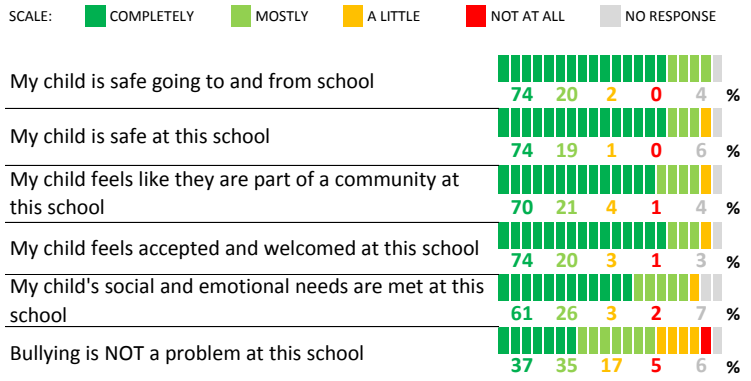 SCALE: COMPLETELY MOSTLY A LITTLE NOT AT ALL NO RESPONSE
My child is safe going to and from school
74 20 2 0 4 %
My child is safe at this school
74 19 1 0 6 %
My child feels like they are part of a community at
this school
70 21 4 1 4 %
My child feels accepted and welcomed at this school
74 20 3 1 3 %
My child's social and emotional needs are met at this
school
61 26 3 2 7 %
Bullying is NOT a problem at this school
37 35 17 5 6 %